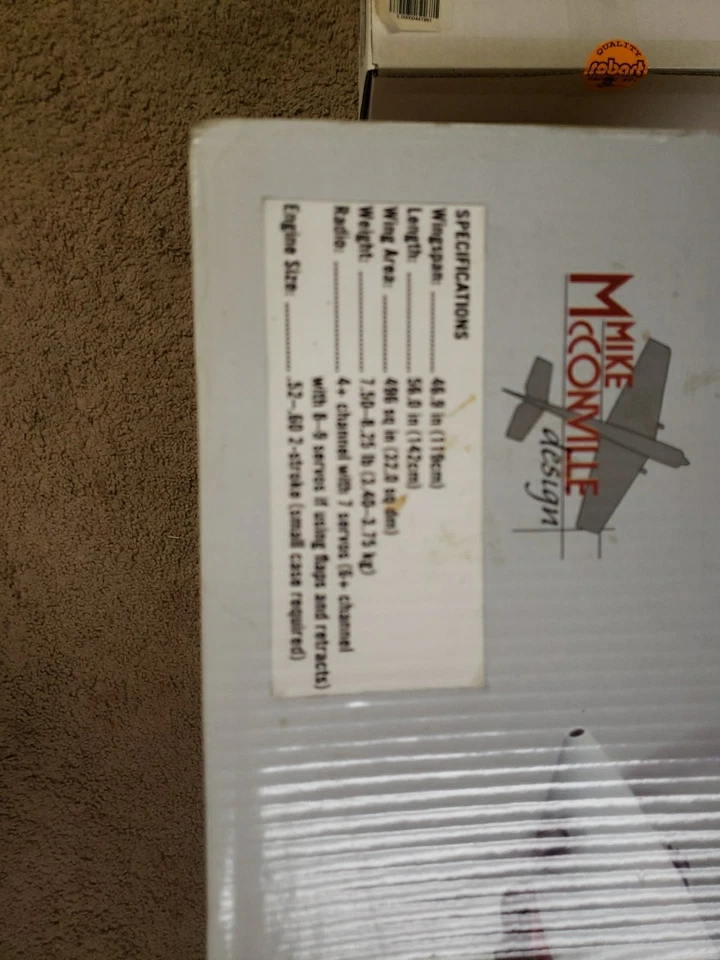 QUALITY
robart
MIKE
McCONVILLE
design
SPECIFICATIONS
Wingspan: .......... 46.9 in (119cm)
Length: .......... 56.0 in (142cm)
Wing Area: .......... 496 sq in (32.0 sq dm)
Weight: .......... 7.50–8.25 lb (3.40–3.75 kg)
Radio: .......... 4+ channel with 7 servos (6+ channel
with 8–9 servos if using flaps and retracts)
Engine Size: .......... .52–.60 2-stroke (small case required)